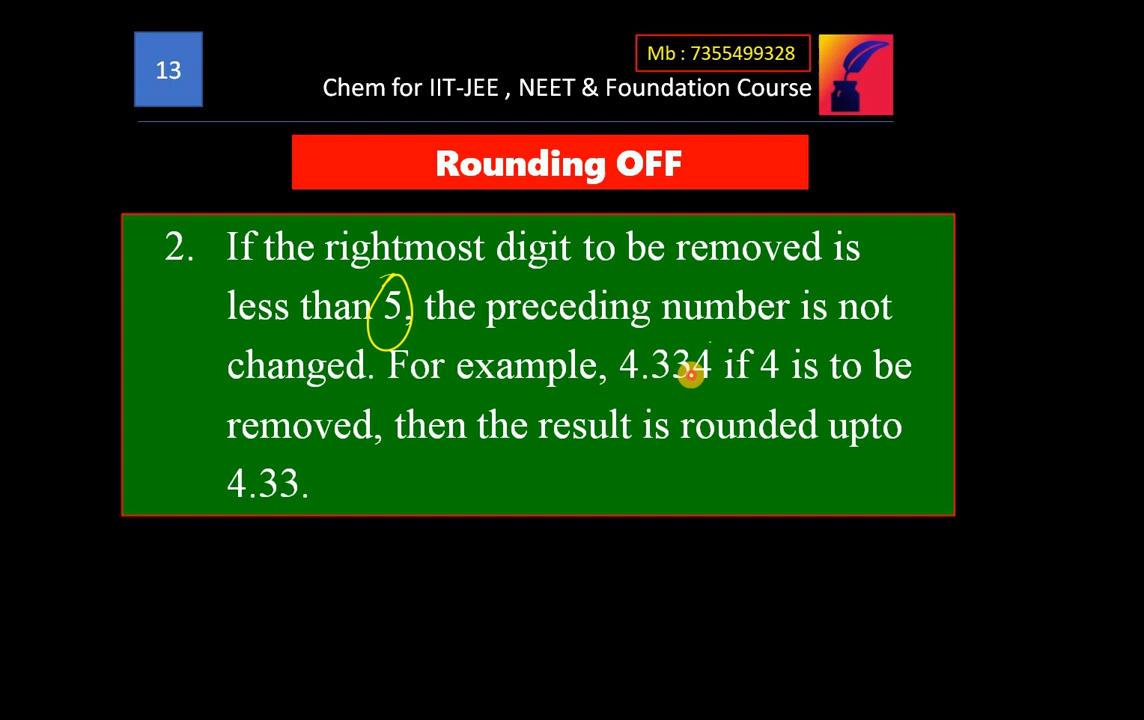 13
Mb : 7355499328
Chem for IIT-JEE , NEET & Foundation Course
Rounding OFF
2. If the rightmost digit to be removed is
less than 5, the preceding number is not
changed. For example, 4.334 if 4 is to be
removed, then the result is rounded upto
4.33.